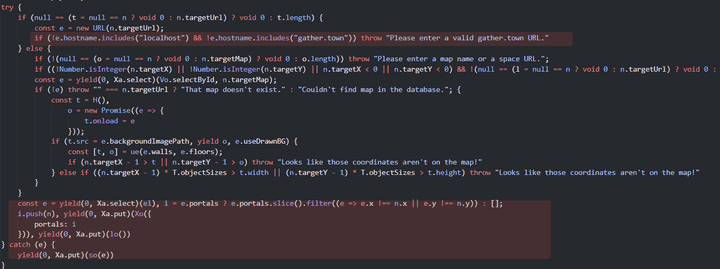 try {
if (null == (t = null == n ? void 0 : n.targetUrl) ? void 0 : t.length) {
const e = new URL(n.targetUrl);
if (!e.hostname.includes("localhost") && !e.hostname.includes("gather.town")) throw "Please enter a valid gather.town URL."
} else {
if (!(null == (o = null == n ? void 0 : n.targetMap) ? void 0 : o.length)) throw "Please enter a map name or a space URL.";
if ((!Number.isInteger(n.targetX) || !Number.isInteger(n.targetY) || n.targetX < 0 || n.targetY < 0) && !(null == (l = null == n ? void 0 : n.targetUrl) ? void 0 :
const e = yield(0, Xa.select)(Vo.selectById, n.targetMap);
if (!e) throw "" === n.targetUrl ? "That map doesn't exist." : "Couldn't find map in the database."; {
const t = H(),
o = new Promise((e => {
t.onload = e
}));
if (t.src = e.backgroundImagePath, yield o, e.useDrawnBG) {
const [t, o] = ue(e.walls, e.floors);
if (n.targetX - 1 > t || n.targetY - 1 > o) throw "Looks like those coordinates aren't on the map!"
} else if ((n.targetX - 1) * T.objectSizes > t.width || (n.targetY - 1) * T.objectSizes > t.height) throw "Looks like those coordinates aren't on the map!"
}
}
const e = yield(0, Xa.select)(el), i = e.portals ? e.portals.slice().filter((e => e.x !== n.x || e.y !== n.y)) : [];
i.push(n), yield(0, Xa.put)(Xo({
portals: i
})), yield(0, Xa.put)(lo())
} catch (e) {
yield(0, Xa.put)(so(e))
}